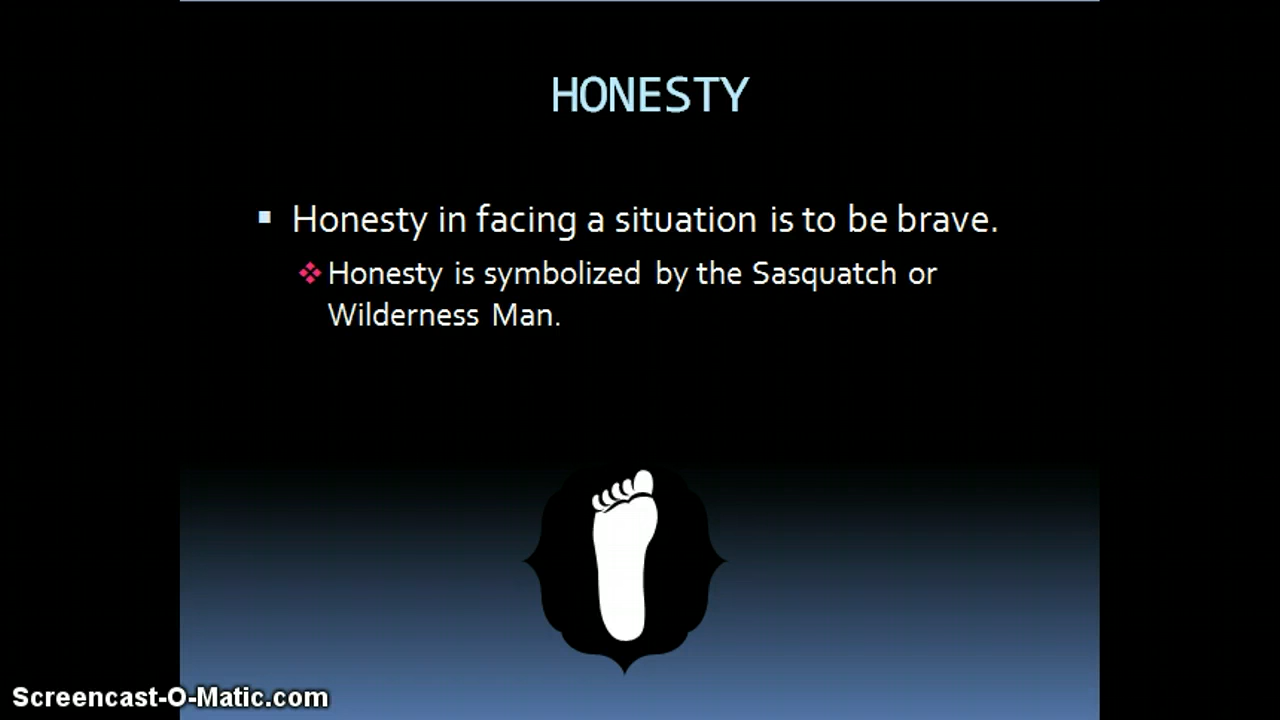 HONESTY
Honesty in facing a situation is to be brave.
Honesty is symbolized by the Sasquatch or
Wilderness Man.
Screencast-O-Matic.com